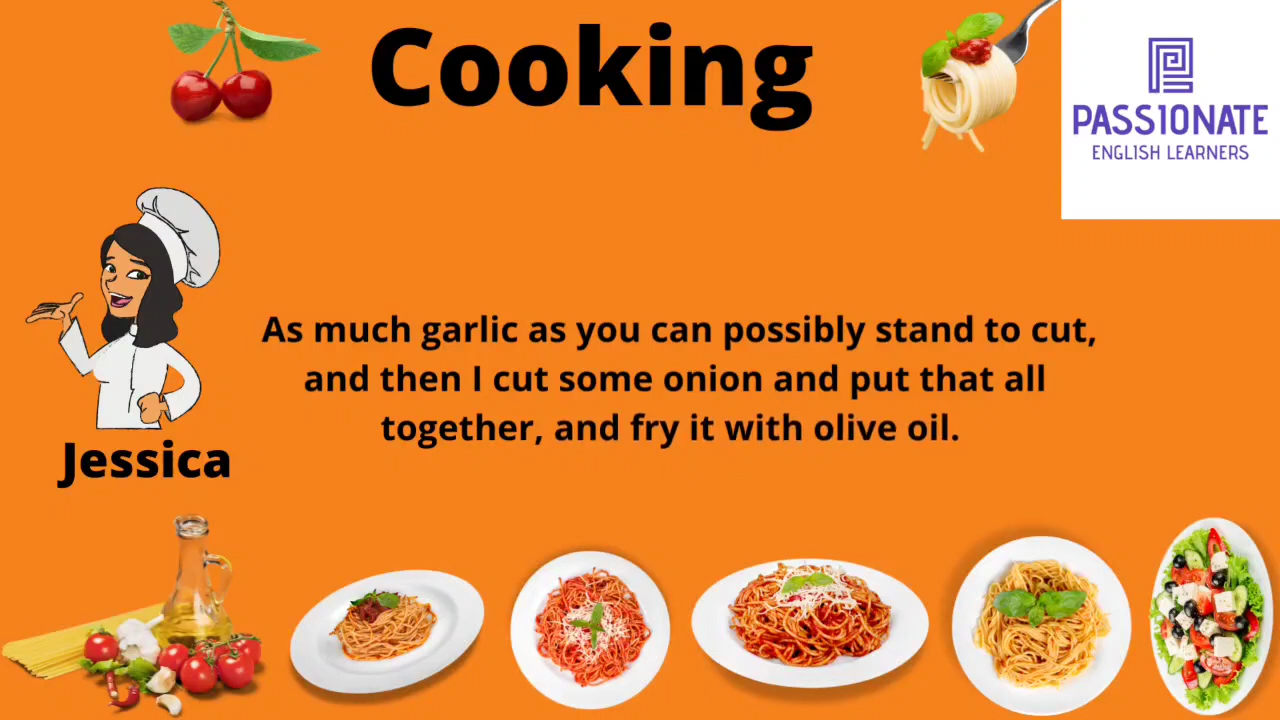 Cooking
PASSIONATE
ENGLISH LEARNERS
As much garlic as you can possibly stand to cut,
and then I cut some onion and put that all
together, and fry it with olive oil.
Jessica